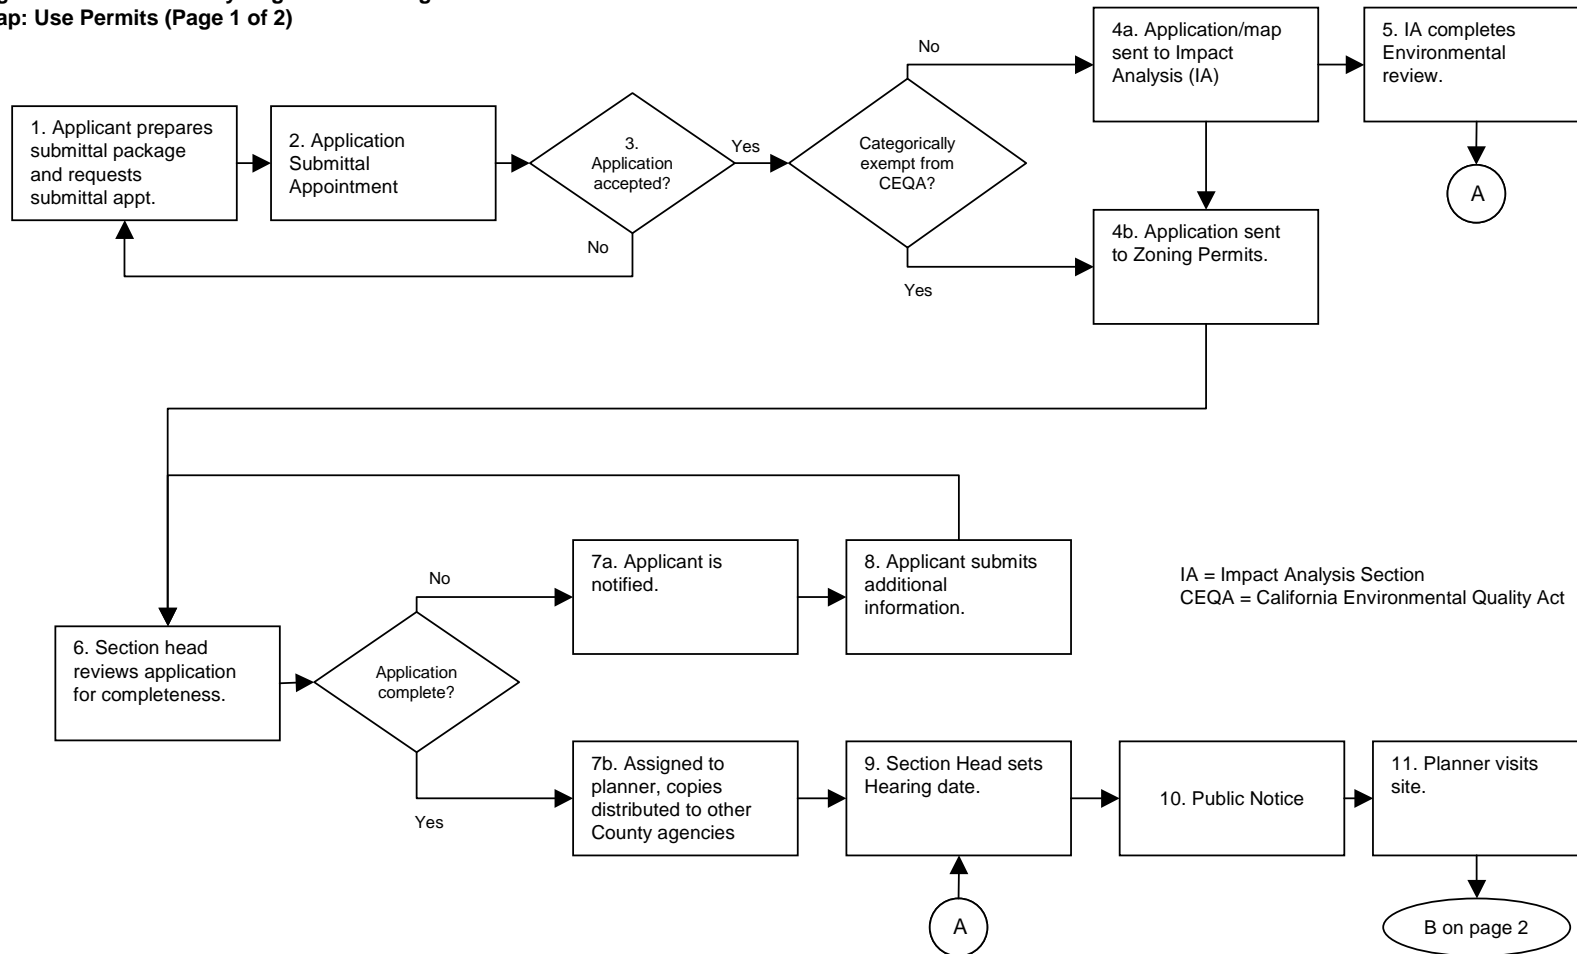 ap: Use Permits (Page 1 of 2)
No
4a. Application/map
sent to Impact
Analysis (IA)
5. IA completes
Environmental
review.
1. Applicant prepares
submittal package
and requests
submittal appt.
2. Application
Submittal
Appointment
3.
Application
accepted?
Yes
Categorically
exempt from
CEQA?
A
No
4b. Application sent
to Zoning Permits.
Yes
7a. Applicant is
notified.
8. Applicant submits
additional
information.
IA = Impact Analysis Section
CEQA = California Environmental Quality Act
No
6. Section head
reviews application
for completeness.
Application
complete?
7b. Assigned to
planner, copies
distributed to other
County agencies
9. Section Head sets
Hearing date.
10. Public Notice
11. Planner visits
site.
Yes
A
B on page 2